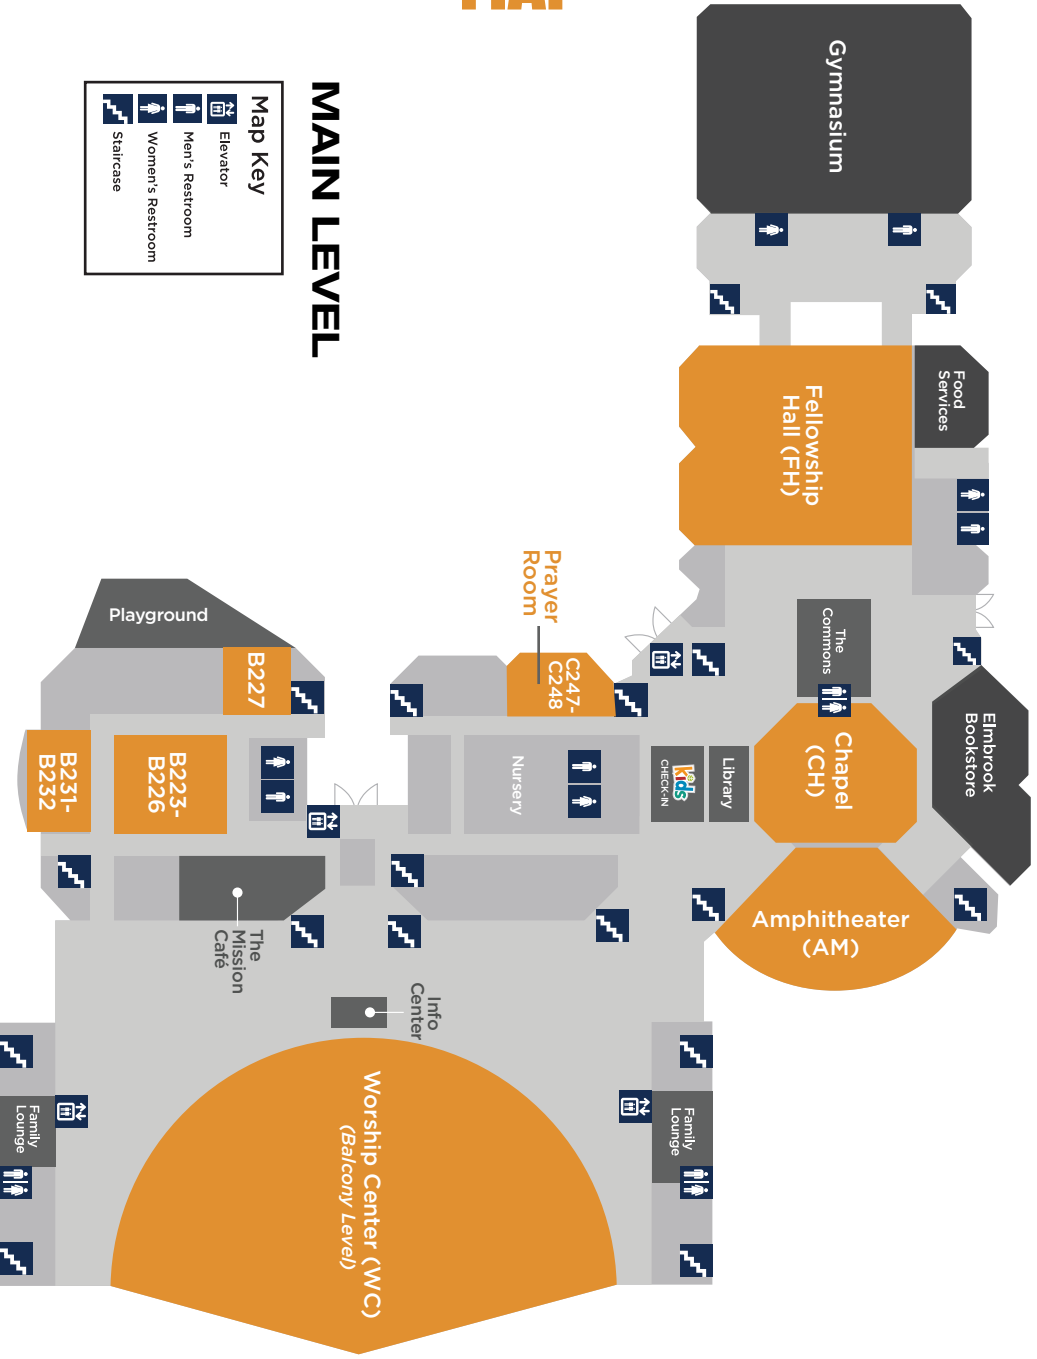 MAIN LEVEL
Map Key
Elevator
Men's Restroom
Women's Restroom
Staircase
Gymnasium
Food
Services
Fellowship
Hall (FH)
The
Commons
Elmbrook
Bookstore
Chapel
(CH)
Library
kids
CHECK-IN
Amphitheater
(AM)
Prayer
Room
C247-
C248
Nursery
Playground
B227
B223-
B226
B231-
B232
The
Mission
Café
Info
Center
Worship Center (WC)
(Balcony Level)
Family
Lounge
Family
Lounge